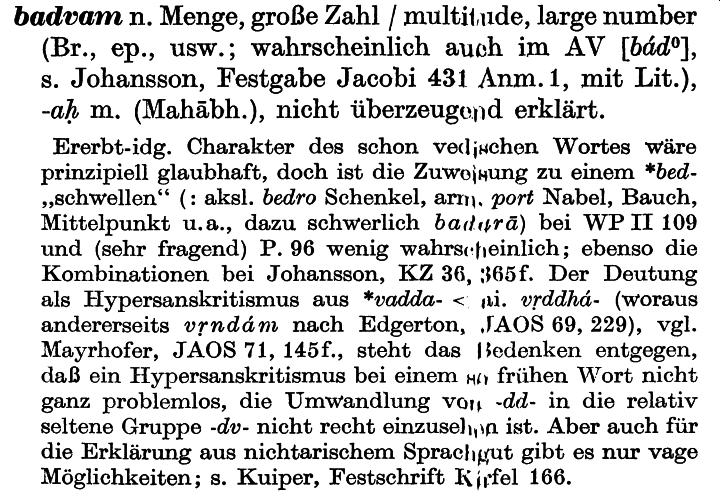 badvam n. Menge, große Zahl / multitude, large number
(Br., ep., usw.; wahrscheinlich auch im AV [bád⁰],
s. Johansson, Festgabe Jacobi 431 Anm. 1, mit Lit.),
-aḥ m. (Mahābh.), nicht überzeugend erklärt.
Ererbt-idg. Charakter des schon vedischen Wortes wäre
prinzipiell glaubhaft, doch ist die Zuweisung zu einem *bed-
„schwellen“ (: aksl. bedro Schenkel, arm. port Nabel, Bauch,
Mittelpunkt u. a., dazu schwerlich) bei WP II 109
und (sehr fragend) P. 96 wenig wahrscheinlich; ebenso die
Kombinationen bei Johansson, KZ 36, 365f. Der Deutung
als Hypersanskritismus aus *vadda- < ai. vṛddhá- (woraus
andererseits vṛndám nach Edgerton, JAOS 69, 229), vgl.
Mayrhofer, JAOS 71, 145f., steht das Bedenken entgegen,
daß ein Hypersanskritismus bei einem so frühen Wort nicht
ganz problemlos, die Umwandlung von -dd- in die relativ
seltene Gruppe -dv- nicht recht einzusehen ist. Aber auch für
die Erklärung aus nichtarischem Sprachgut gibt es nur vage
Möglichkeiten; s. Kuiper, Festschrift Kirfel 166.